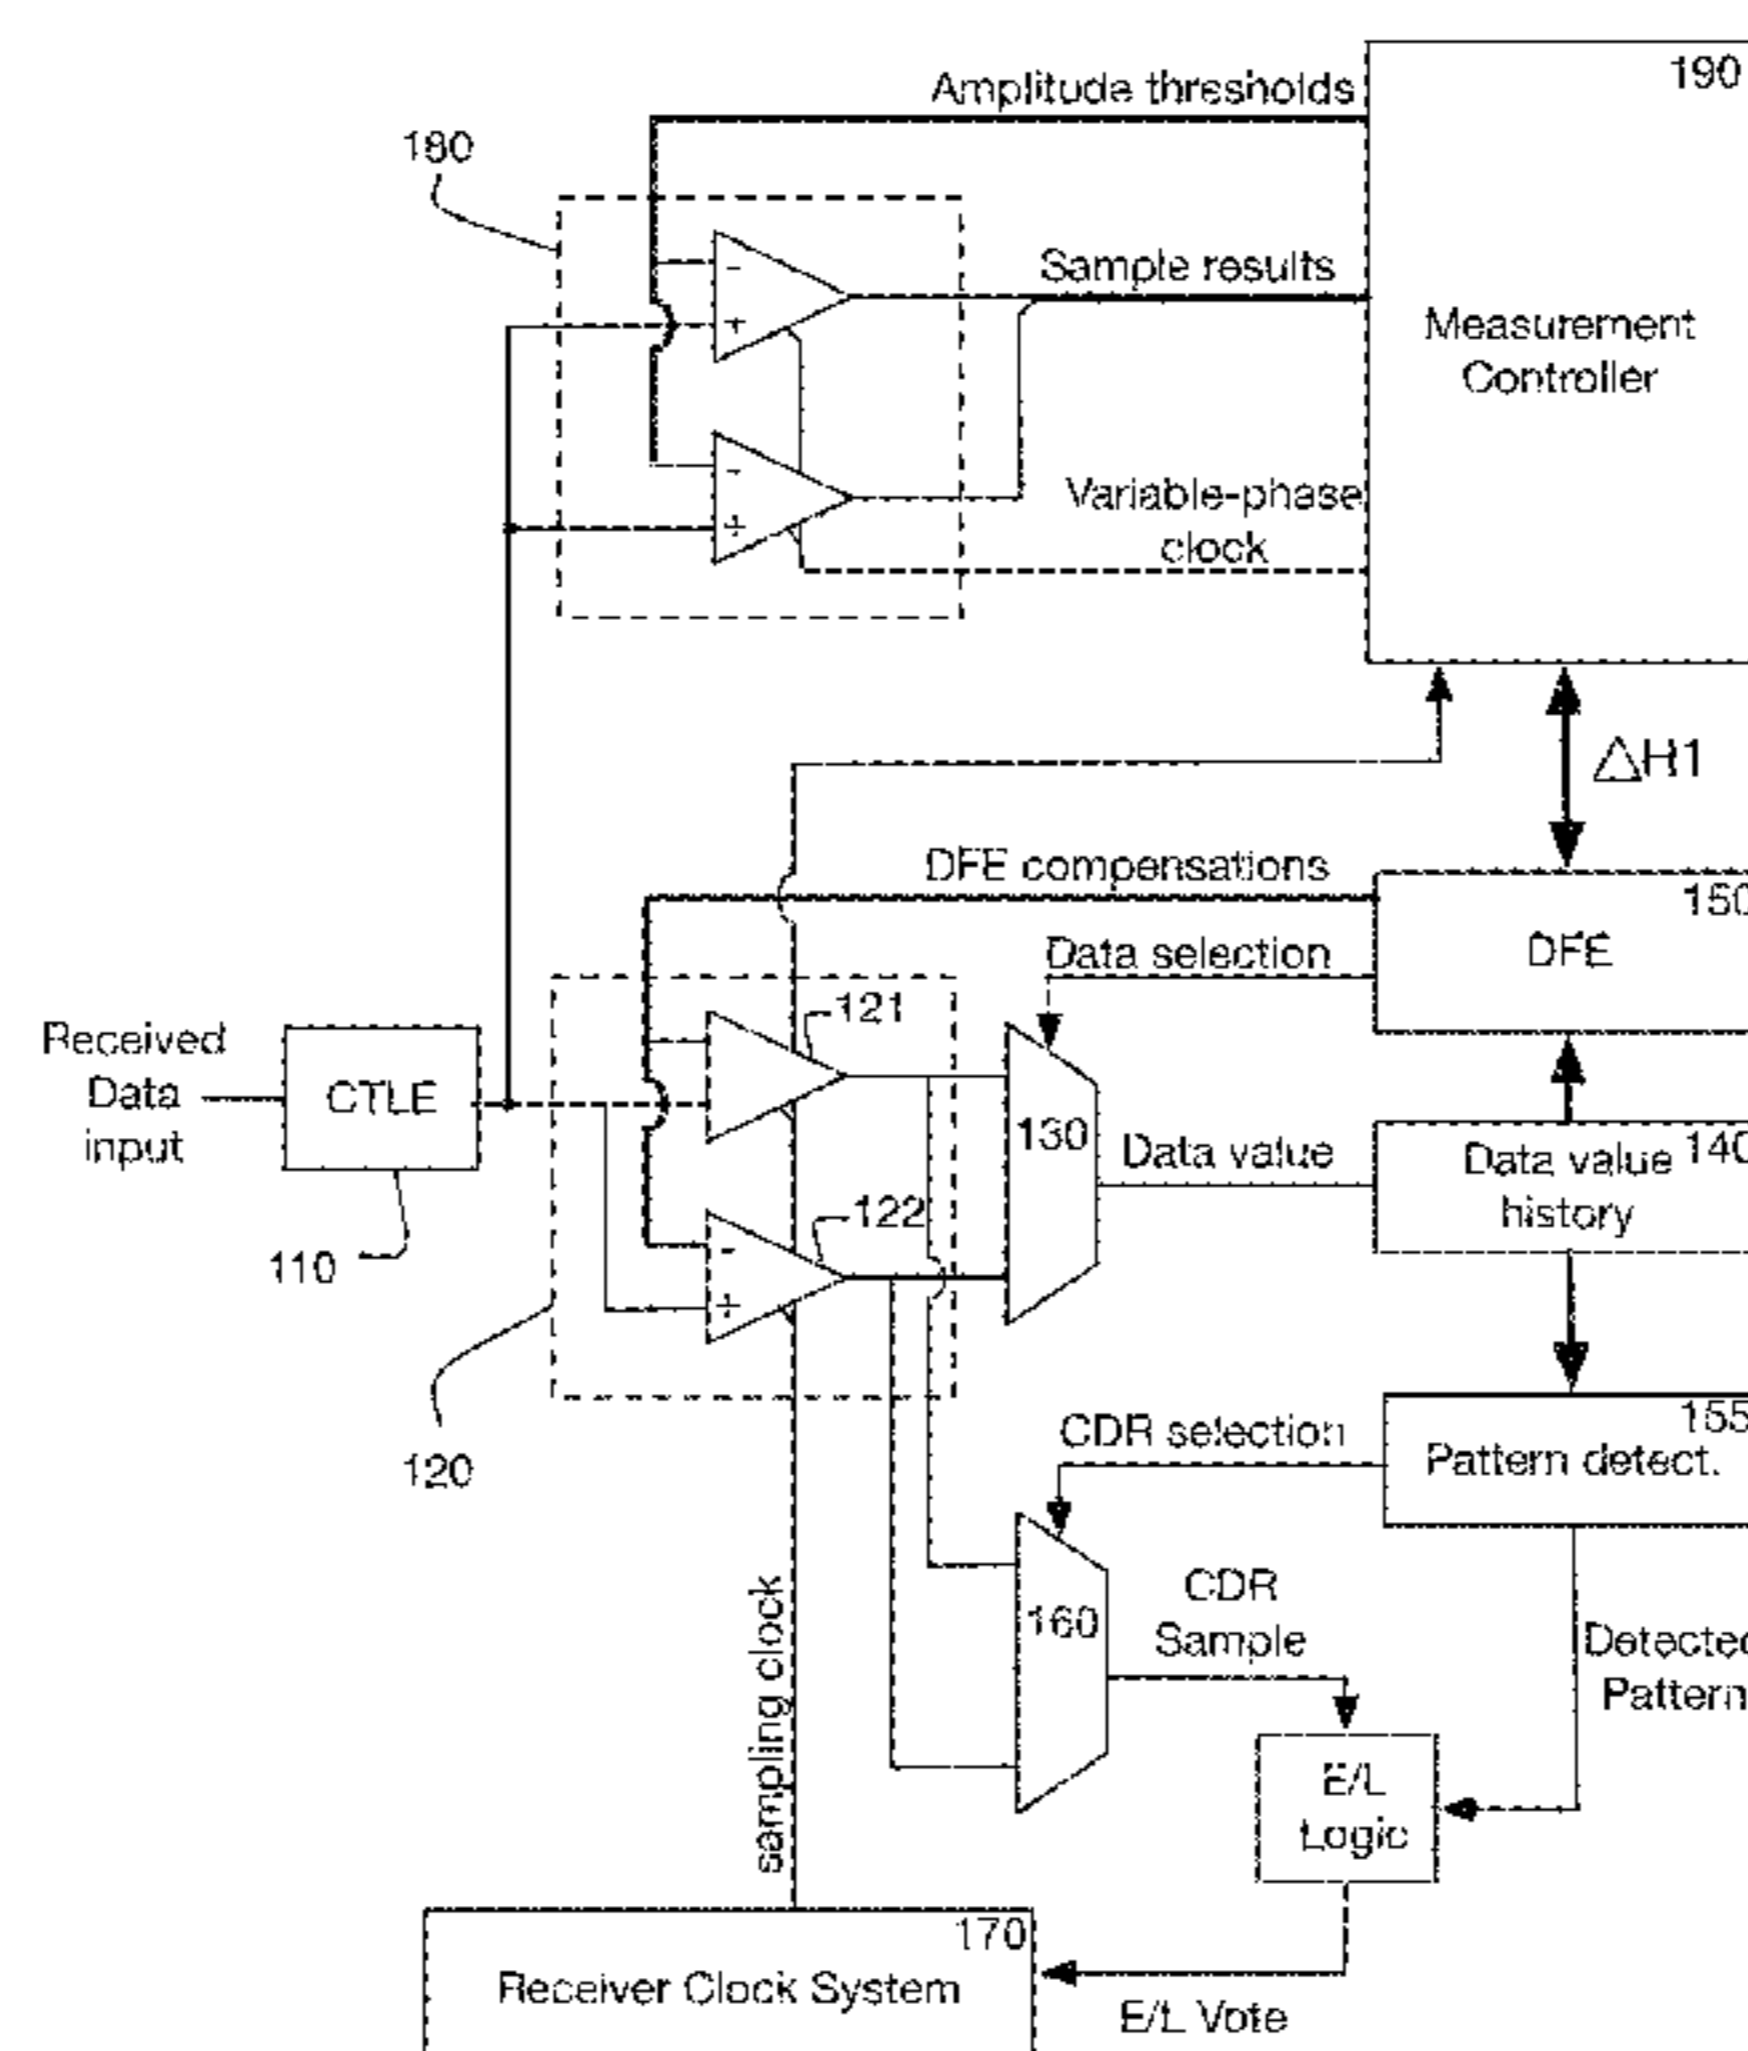 190
Amplitude thresholds
180
-
+
Sample results
Measurement
Controller
-
+
Variable-phase
clock
△H1
DFE compensations
150
DFE
Data selection
121
Received
Data
input
CTLE
130
Data value
140
Data value
history
122
-
+
110
120
155
Pattern detect.
CDR selection
160
CDR
Sample
Detected
Pattern
sampling clock
E/L
Logic
170
Receiver Clock System
E/L Vote